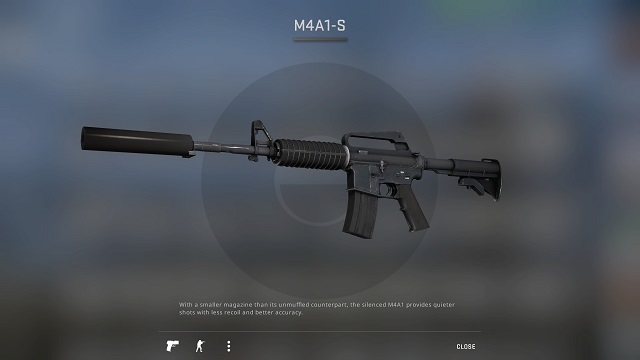 M4A1-S
With a smaller magazine than its unmuffled counterpart, the silenced M4A1 provides quieter
shots with less recoil and better accuracy.
CLOSE